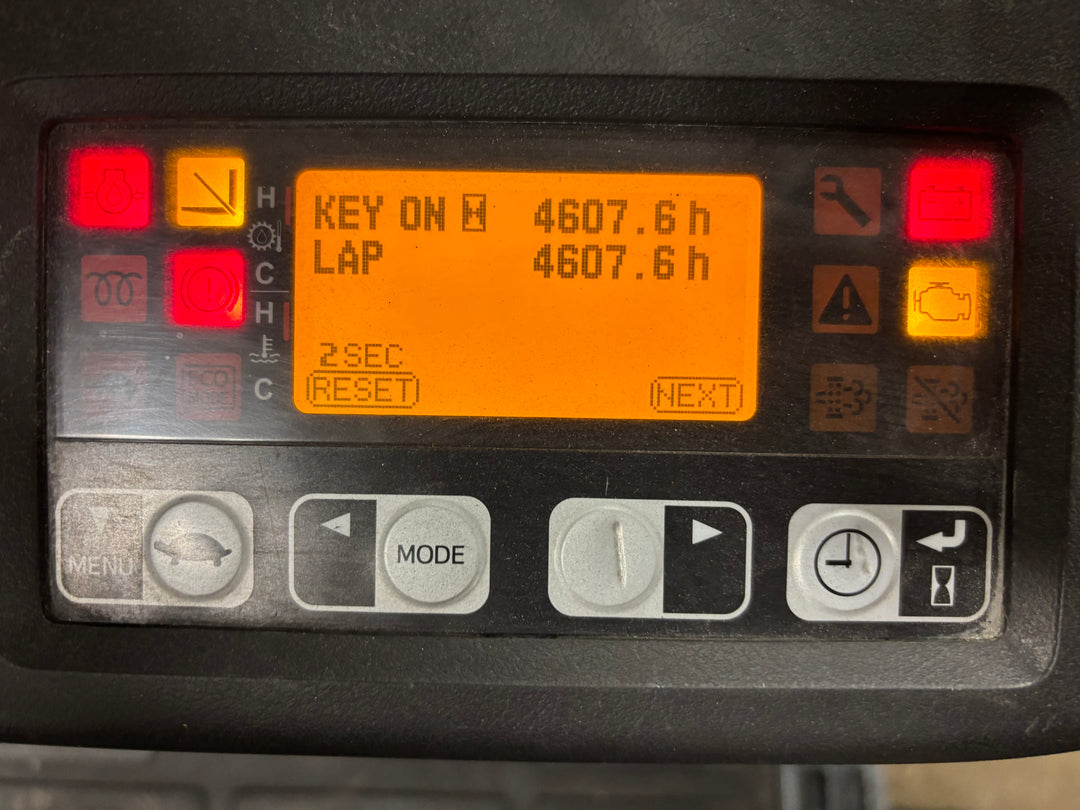 KEY ON H 4607.6 h
LAP 4607.6 h
2 SEC
RESET NEXT
H
C
H
C
ECO
MENU MODE